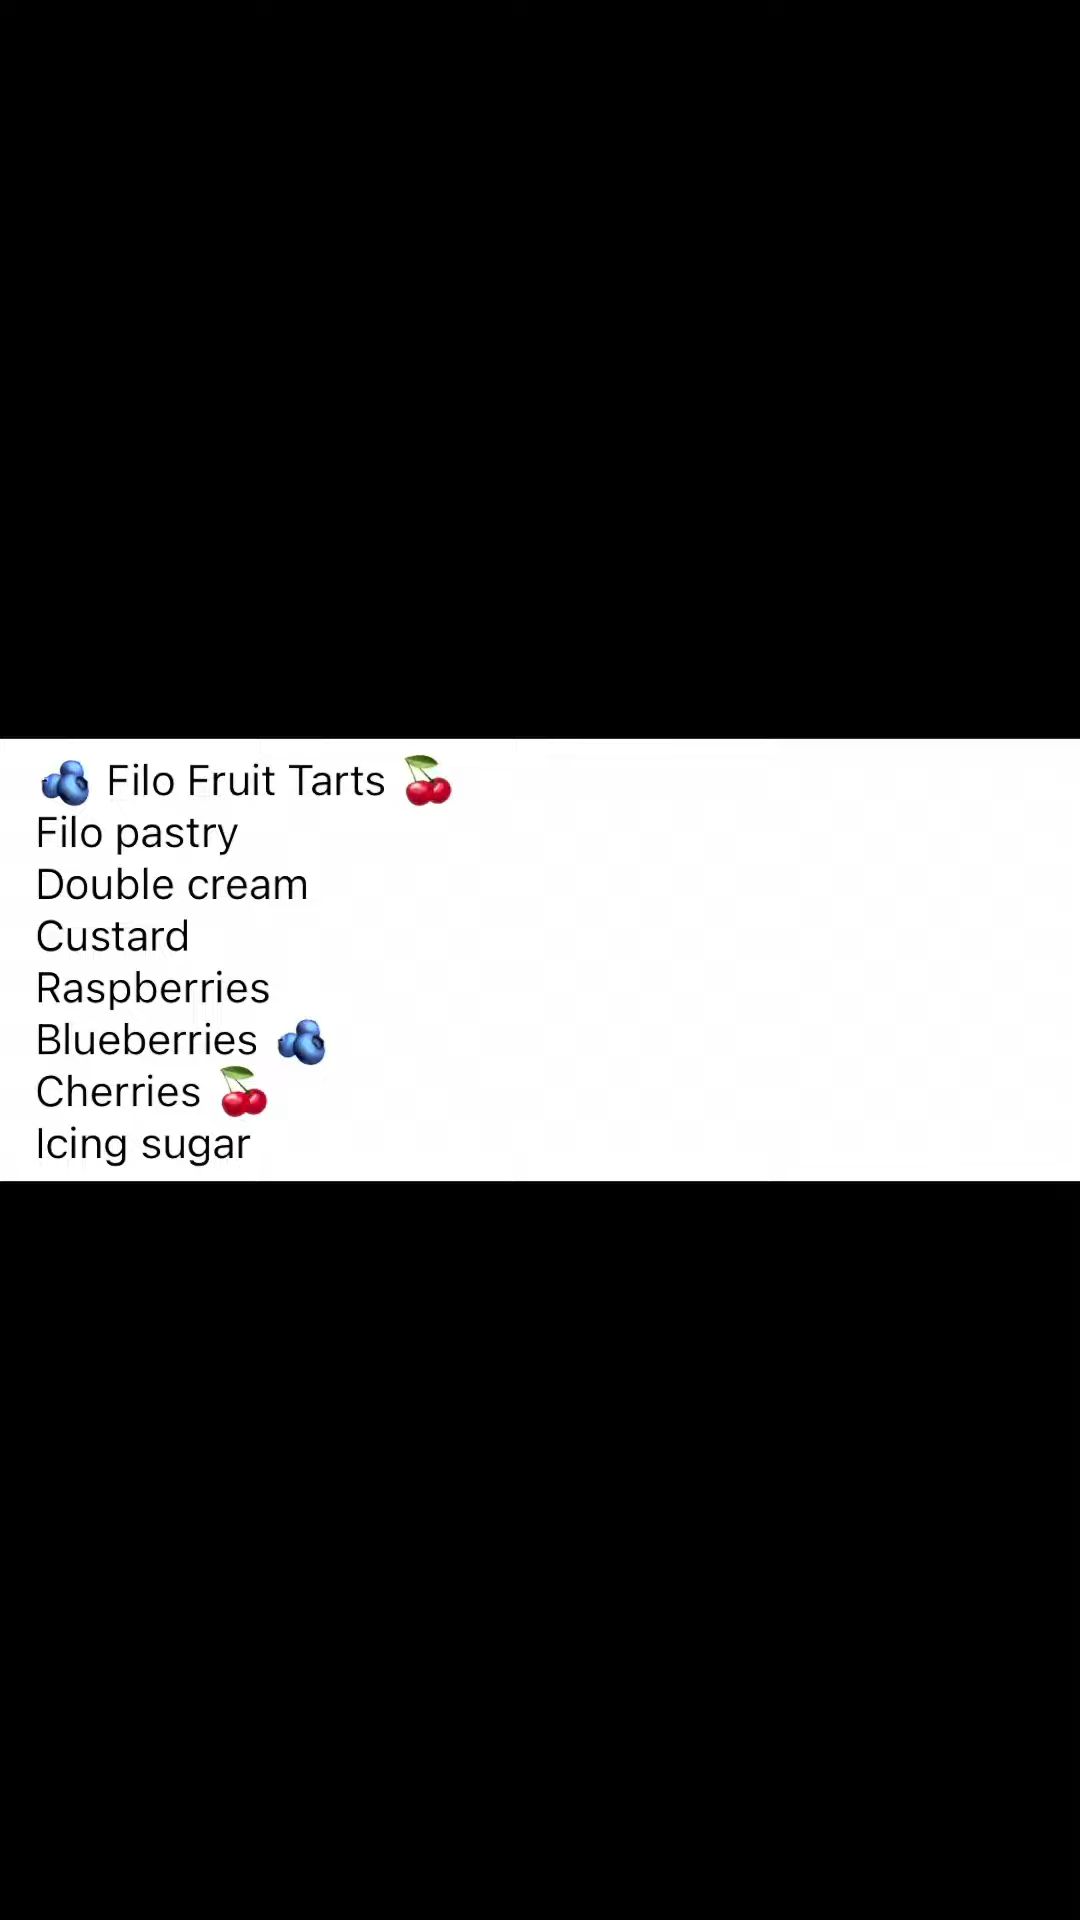 🫐 Filo Fruit Tarts 🍒
Filo pastry
Double cream
Custard
Raspberries
Blueberries 🫐
Cherries 🍒
Icing sugar